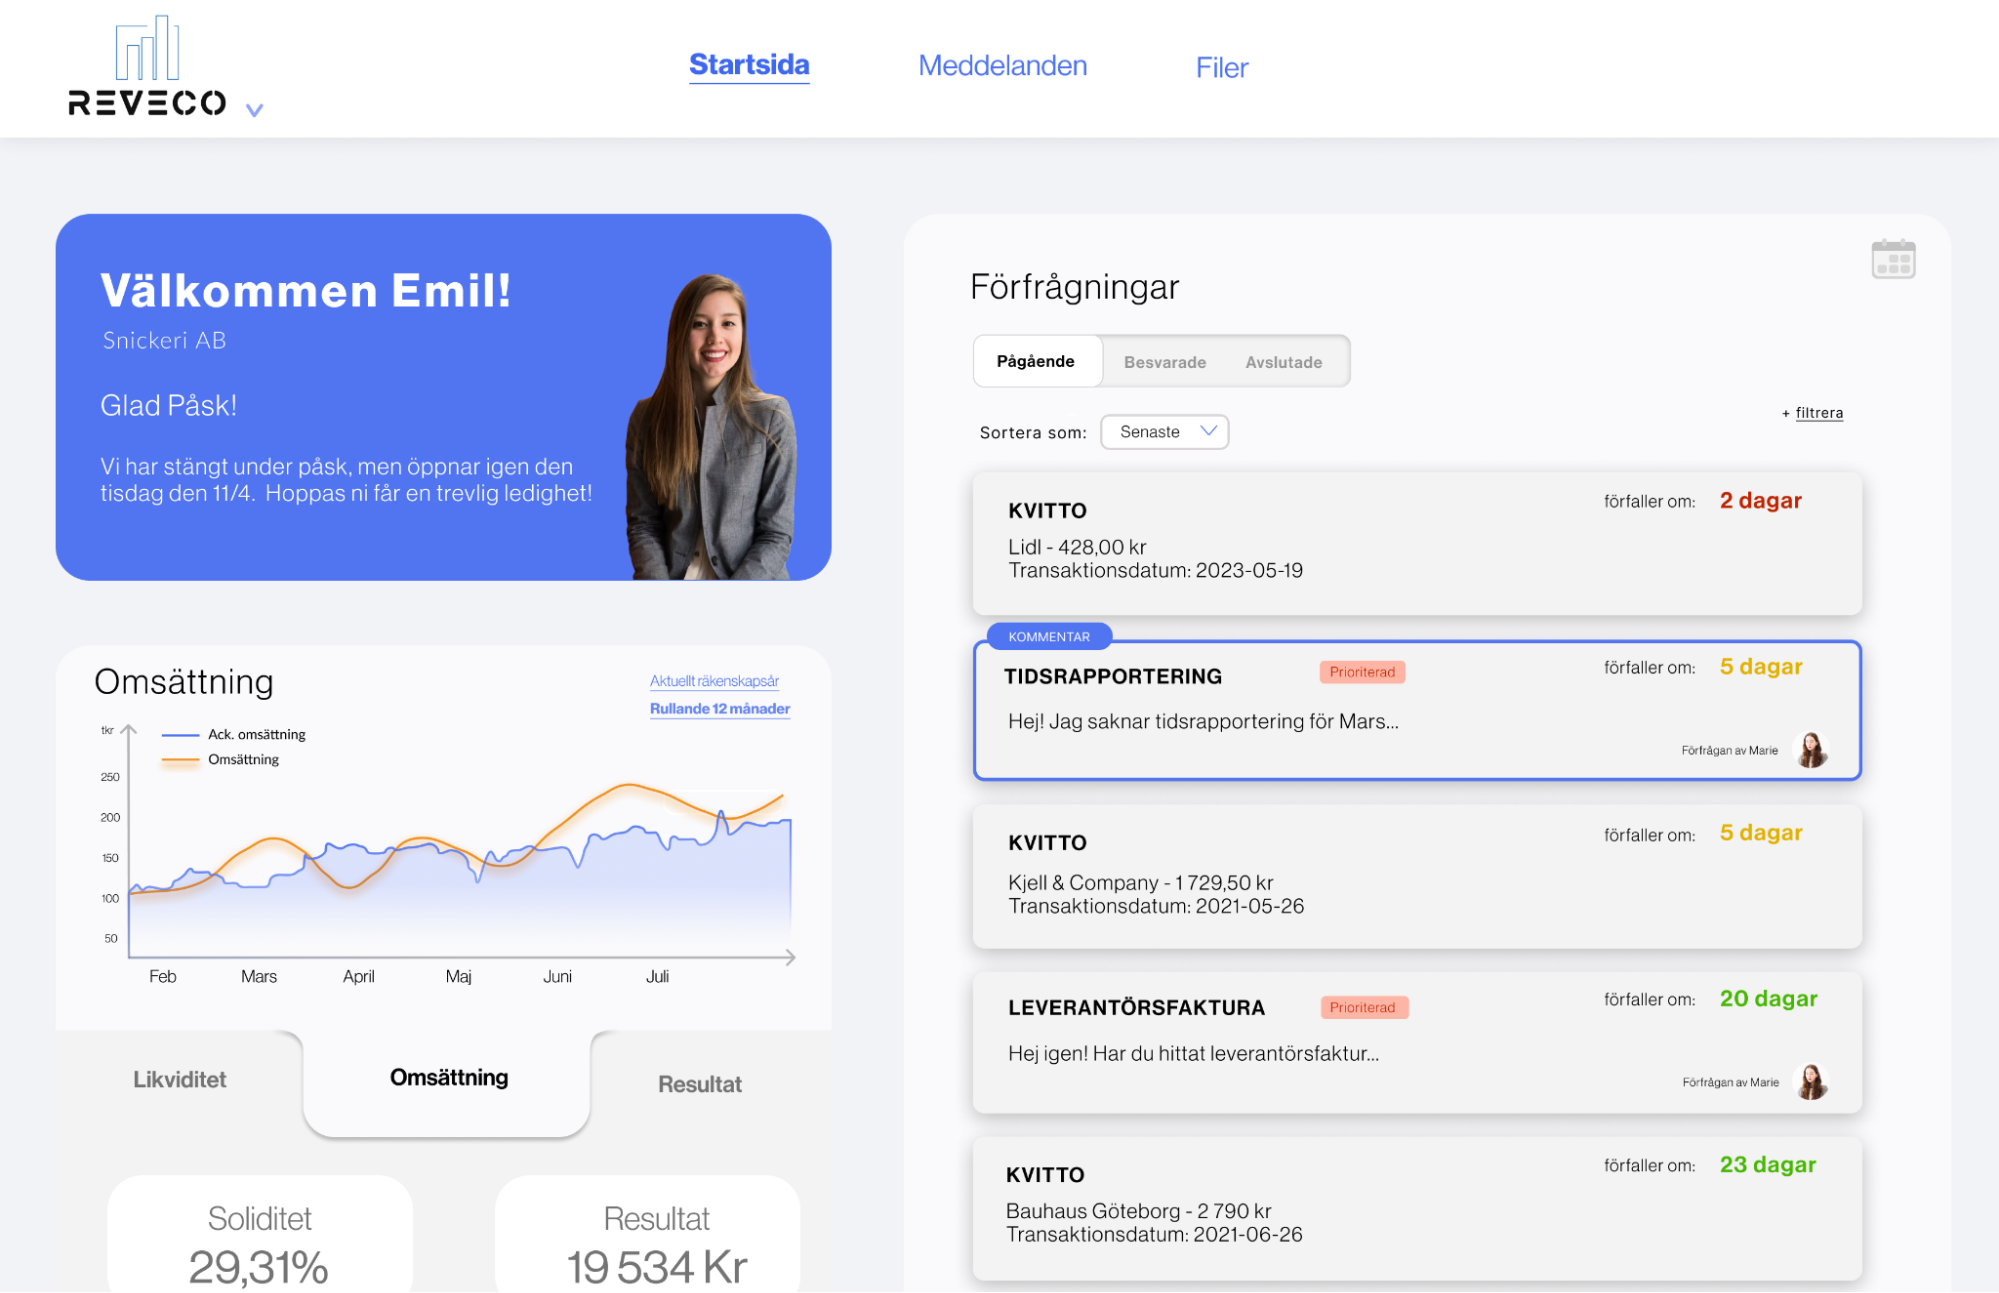 REVECO
Startsida
Meddelanden
Filer
Välkommen Emil!
Snickeri AB
Glad Påsk!
Vi har stängt under påsk, men öppnar igen den
tisdag den 11/4. Hoppas ni får en trevlig ledighet!
Omsättning
Aktuellt räkenskapsår
Rullande 12 månader
tkr
Ack. omsättning
Omsättning
250
200
150
100
50
Feb
Mars
April
Maj
Juni
Juli
Likviditet
Omsättning
Resultat
Soliditet
29,31%
Resultat
19 534 Kr
Förfrågningar
Pågående
Besvarade
Avslutade
Sortera som:
Senaste
+ filtrera
KVITTO
förfaller om: 2 dagar
Lidl - 428,00 kr
Transaktionsdatum: 2023-05-19
KOMMENTAR
TIDSRAPPORTERING
Prioriterad
förfaller om: 5 dagar
Hej! Jag saknar tidsrapportering för Mars...
Förfrågan av Marie
KVITTO
förfaller om: 5 dagar
Kjell & Company - 1 729,50 kr
Transaktionsdatum: 2021-05-26
LEVERANTÖRSFAKTURA
Prioriterad
förfaller om: 20 dagar
Hej igen! Har du hittat leverantörsfaktur...
Förfrågan av Marie
KVITTO
förfaller om: 23 dagar
Bauhaus Göteborg - 2 790 kr
Transaktionsdatum: 2021-06-26